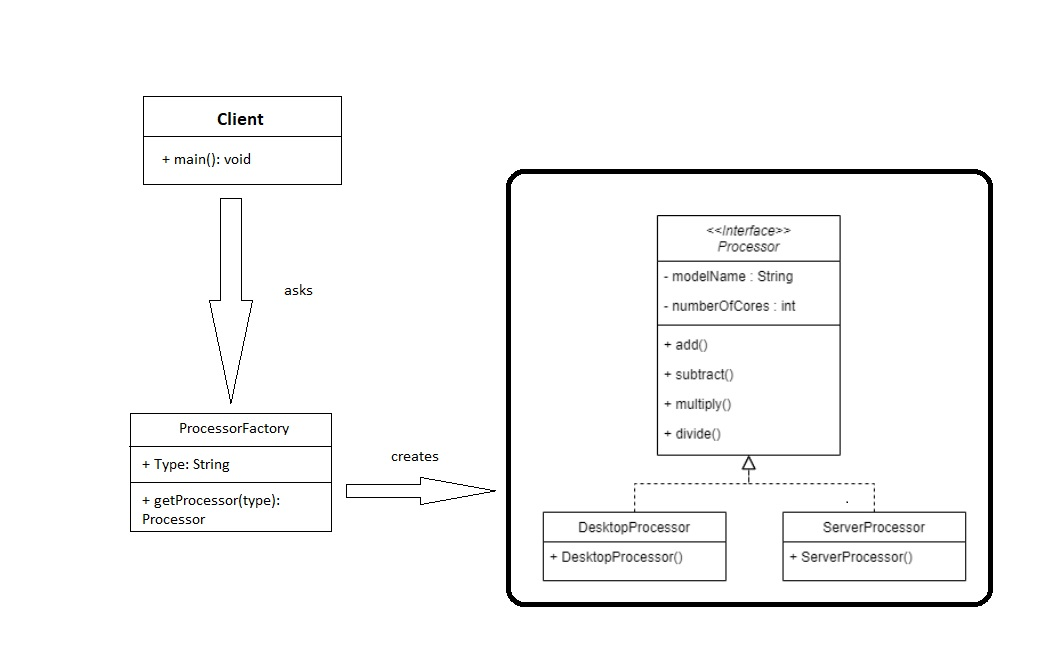 Client
+ main(): void
asks
ProcessorFactory
+ Type: String
+ getProcessor(type):
Processor
creates
<<Interface>>
Processor
- modelName : String
- numberOfCores : int
+ add()
+ subtract()
+ multiply()
+ divide()
DesktopProcessor
+ DesktopProcessor()
ServerProcessor
+ ServerProcessor()